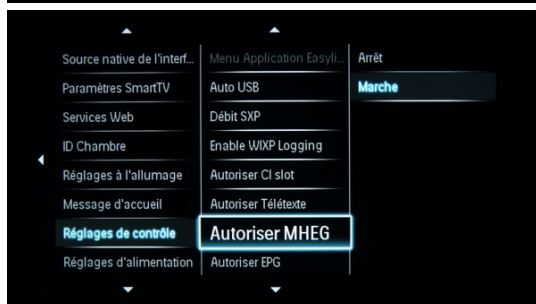 Source native de l'interf...
Paramètres SmartTV
Services Web
ID Chambre
Réglages à l'allumage
Message d'accueil
Réglages de contrôle
Réglages d'alimentation
Menu Application Easyli...
Auto USB
Débit SXP
Enable WIXP Logging
Autoriser CI slot
Autoriser Télétexte
Autoriser MHEG
Autoriser EPG
Arrêt
Marche